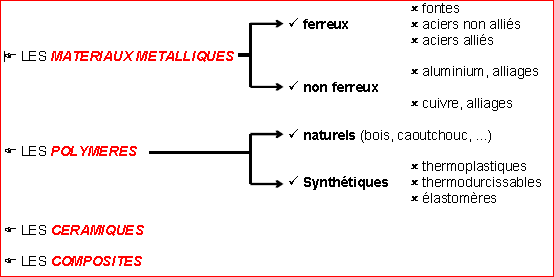 fontes
ferreux
aciers non alliés
aciers alliés
LES MATERIAUX METALLIQUES
aluminium, alliages
non ferreux
cuivre, alliages
naturels (bois, caoutchouc, ...)
LES POLYMERES
thermoplastiques
Synthétiques
thermodurcissables
élastomères
LES CERAMIQUES
LES COMPOSITES